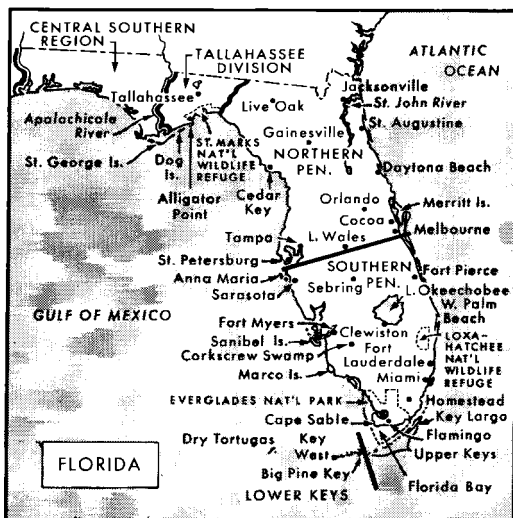 CENTRAL SOUTHERN
REGION
TALLAHASSEE
DIVISION
ATLANTIC
OCEAN
Tallahassee
Apalachicola
River
St. George Is.
Dog
Is.
Alligator
Point
ST. MARKS
NAT'L
WILDLIFE
REFUGE
Live Oak
Jacksonville
St. John River
St. Augustine
Gainesville
NORTHERN
PEN.
Daytona Beach
Cedar
Key
Orlando
Cocoa
Merritt Is.
Melbourne
Tampa
L. Wales
St. Petersburg
Anna Maria
Sarasota
SOUTHERN
PEN.
Sebring
Fort Pierce
L. Okeechobee
W. Palm
Beach
GULF OF MEXICO
Fort Myers
Sanibel Is.
Corkscrew Swamp
Clewiston
Fort
Lauderdale
Miami
LOXA-
HATCHEE
NAT'L
WILDLIFE
REFUGE
Marco Is.
EVERGLADES NAT'L PARK
Homestead
Cape Sable
Key Largo
Flamingo
Upper Keys
Dry Tortugas
Key
West
Big Pine Key
Florida Bay
LOWER KEYS
FLORIDA